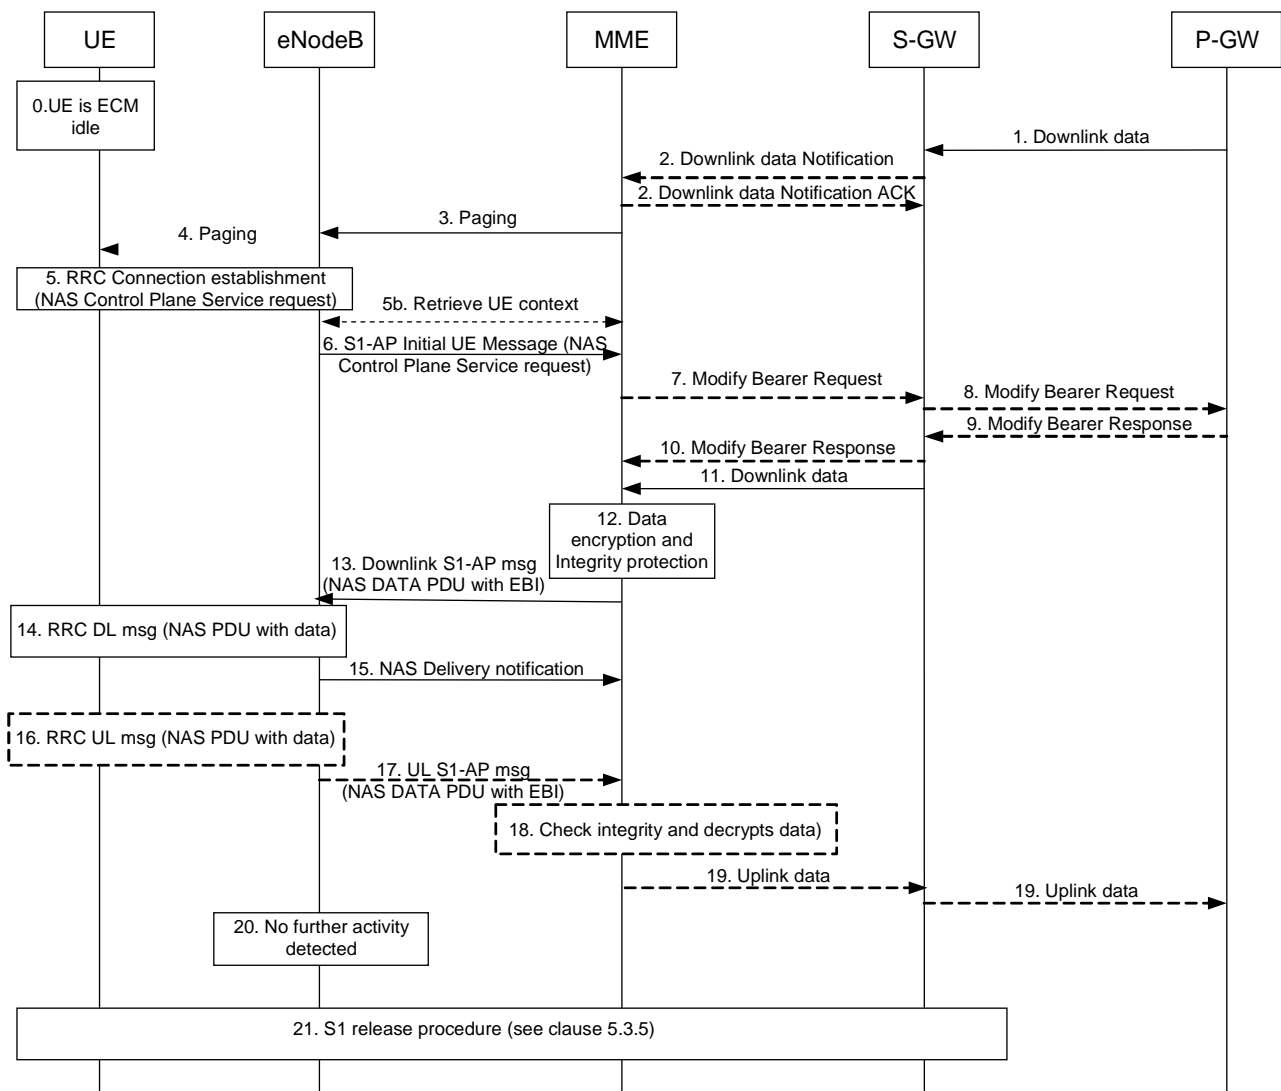 UE
eNodeB
MME
S-GW
P-GW
0.UE is ECM
idle
1. Downlink data
2. Downlink data Notification
2. Downlink data Notification ACK
3. Paging
4. Paging
5. RRC Connection establishment
(NAS Control Plane Service request)
5b. Retrieve UE context
6. S1-AP Initial UE Message (NAS
Control Plane Service request)
7. Modify Bearer Request
8. Modify Bearer Request
9. Modify Bearer Response
10. Modify Bearer Response
11. Downlink data
12. Data
encryption and
Integrity protection
13. Downlink S1-AP msg
(NAS DATA PDU with EBI)
14. RRC DL msg (NAS PDU with data)
15. NAS Delivery notification
16. RRC UL msg (NAS PDU with data)
17. UL S1-AP msg
(NAS DATA PDU with EBI)
18. Check integrity and decrypts data)
19. Uplink data
19. Uplink data
20. No further activity
detected
21. S1 release procedure (see clause 5.3.5)